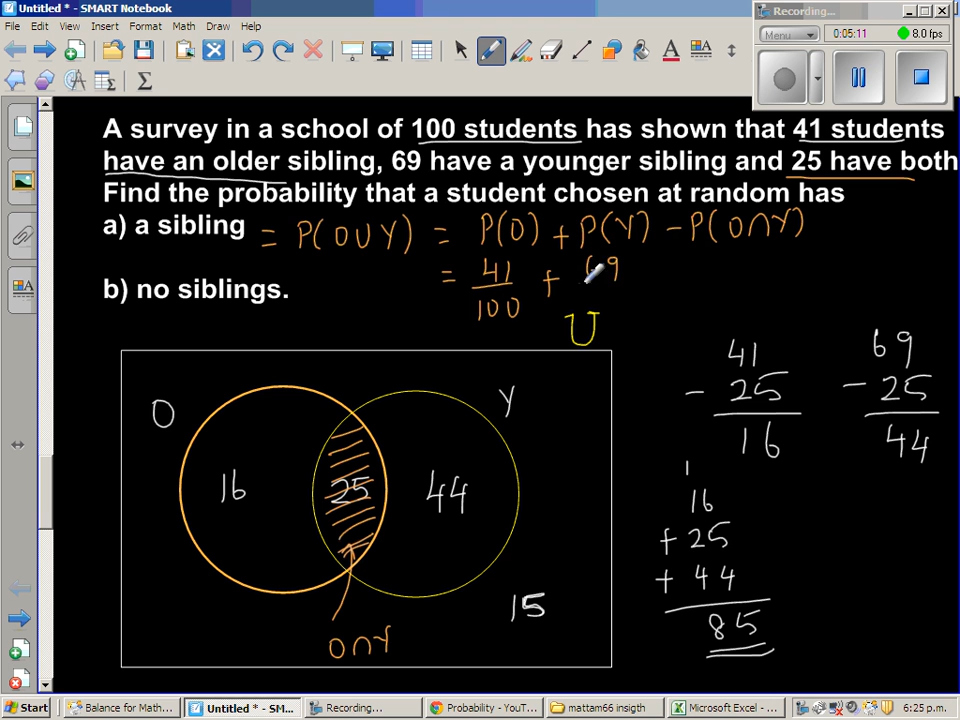 Untitled * - SMART Notebook
Recording...
File Edit View Insert Format Math Draw Help
Menu 0:05:11 8.0 fps
A survey in a school of 100 students has shown that 41 students
have an older sibling, 69 have a younger sibling and 25 have both
Find the probability that a student chosen at random has
a) a sibling = P(O∪Y) = P(O) + P(Y) - P(O∩Y)
= 41/100 + 69
b) no siblings.
U
O Y
16 25 44
15
O∩Y
41
- 25
16
69
- 25
44
1
16
+ 25
+ 44
85
Start Balance for Math... Untitled * - SM... Recording... Probability - YouT... mattam66 insigth Microsoft Excel - ... 6:25 p.m.